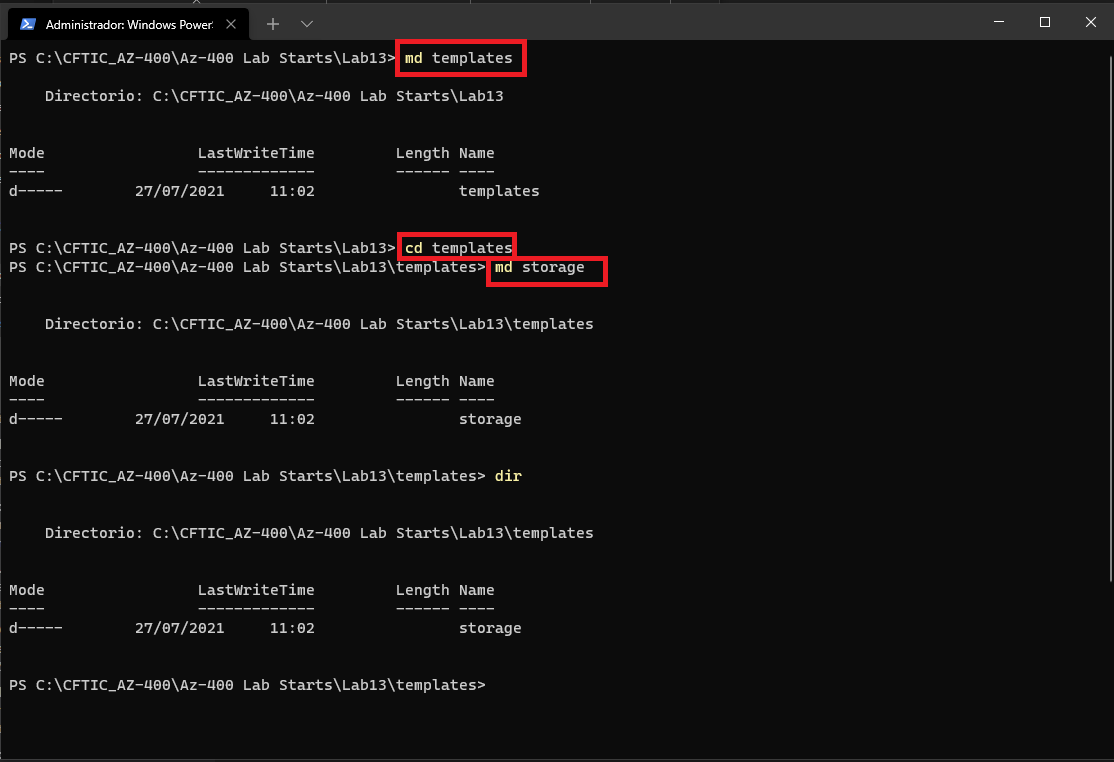 Administrador: Windows Power
PS C:\CFTIC_AZ-400\Az-400 Lab Starts\Lab13> md templates
Directorio: C:\CFTIC_AZ-400\Az-400 Lab Starts\Lab13
Mode LastWriteTime Length Name
---- ------------- ------ ----
d----- 27/07/2021 11:02 templates
PS C:\CFTIC_AZ-400\Az-400 Lab Starts\Lab13> cd templates
PS C:\CFTIC_AZ-400\Az-400 Lab Starts\Lab13\templates> md storage
Directorio: C:\CFTIC_AZ-400\Az-400 Lab Starts\Lab13\templates
Mode LastWriteTime Length Name
---- ------------- ------ ----
d----- 27/07/2021 11:02 storage
PS C:\CFTIC_AZ-400\Az-400 Lab Starts\Lab13\templates> dir
Directorio: C:\CFTIC_AZ-400\Az-400 Lab Starts\Lab13\templates
Mode LastWriteTime Length Name
---- ------------- ------ ----
d----- 27/07/2021 11:02 storage
PS C:\CFTIC_AZ-400\Az-400 Lab Starts\Lab13\templates>